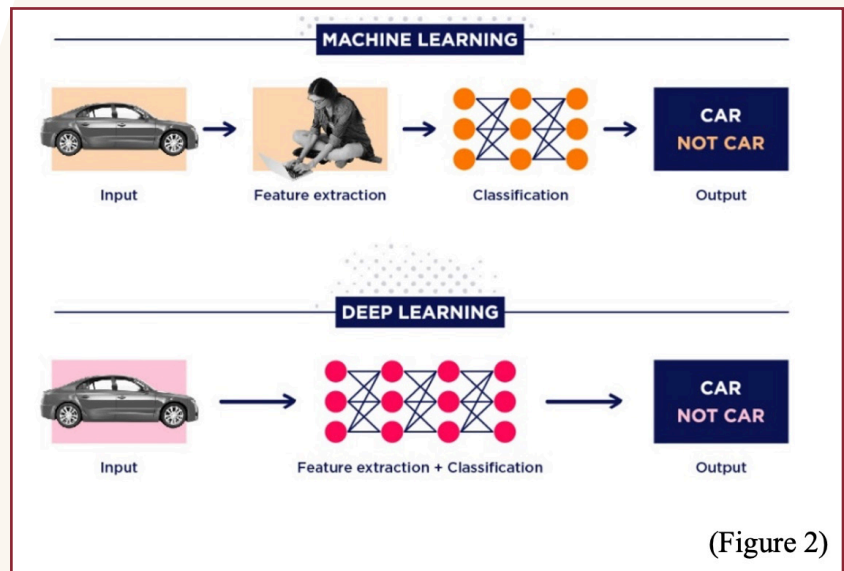 MACHINE LEARNING
CAR
NOT CAR
Input
Feature extraction
Classification
Output
DEEP LEARNING
CAR
NOT CAR
Input
Feature extraction + Classification
Output
(Figure 2)